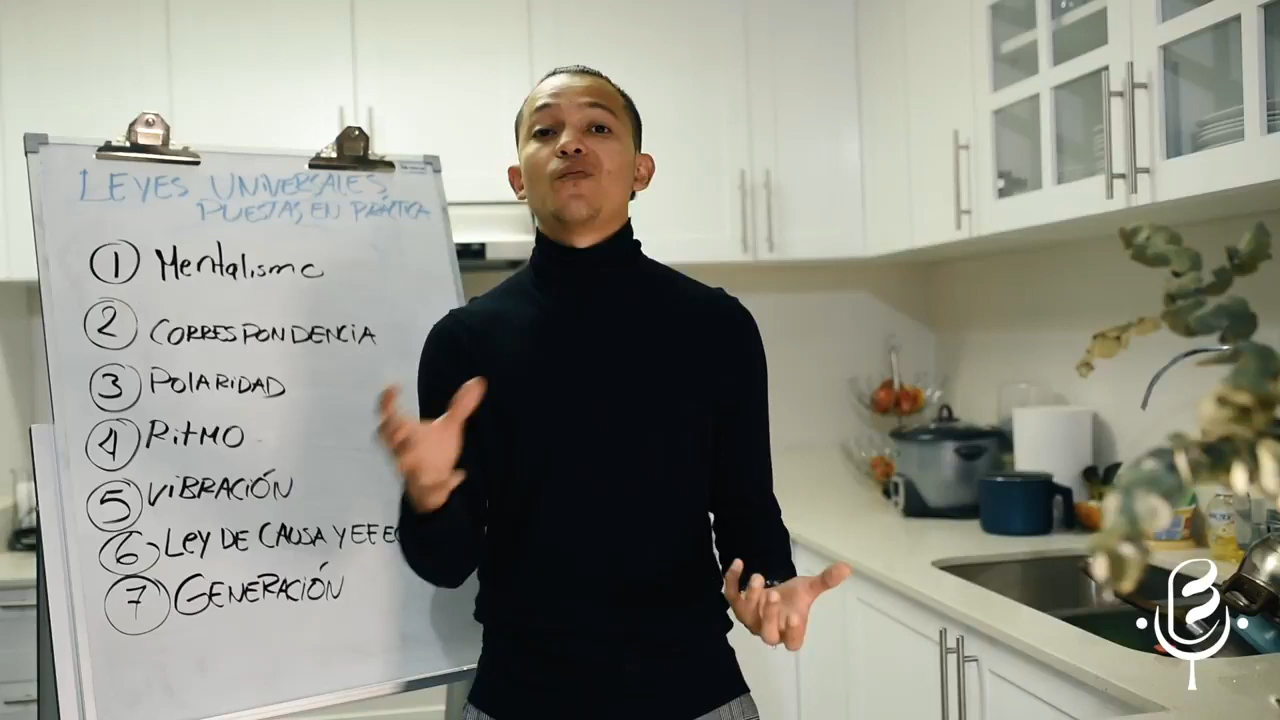 LEYES UNIVERSALES
PUESTAS EN PRÁCTICA
1 Mentalismo
2 CORRESPONDENCIA
3 POLARIDAD
4 RitMO
5 ViBRACIÓN
6 Ley DE CAUSA Y EFEC
7 GENERACIÓN